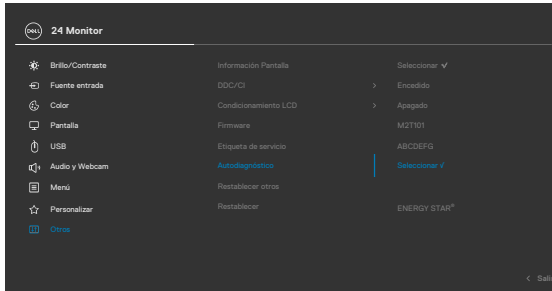 DELL 24 Monitor
Brillo/Contraste Información Pantalla Seleccionar ✓
Fuente entrada DDC/CI > Encedido
Color Condicionamiento LCD > Apagado
Pantalla Firmware M2T101
USB Etiqueta de servicio ABCDEFG
Audio y Webcam Autodiagnóstico Seleccionar √
Menú Restablecer otros
Personalizar Restablecer ENERGY STAR®
Otros
< Salir